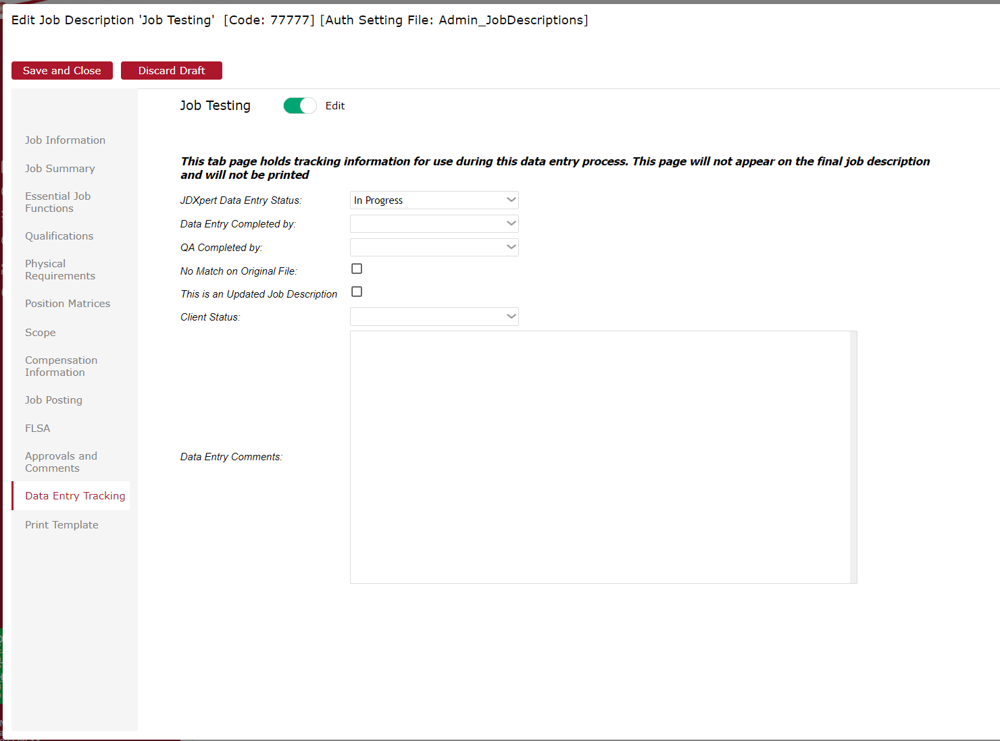 Edit Job Description 'Job Testing'  [Code: 77777] [Auth Setting File: Admin_JobDescriptions]
Save and Close
Discard Draft
Job Testing
Edit
Job Information
Job Summary
Essential Job
Functions
Qualifications
Physical
Requirements
Position Matrices
Scope
Compensation
Information
Job Posting
FLSA
Approvals and
Comments
Data Entry Tracking
Print Template
This tab page holds tracking information for use during this data entry process. This page will not appear on the final job description
and will not be printed
JDXpert Data Entry Status:
In Progress
Data Entry Completed by:
QA Completed by:
No Match on Original File:
This is an Updated Job Description
Client Status:
Data Entry Comments: